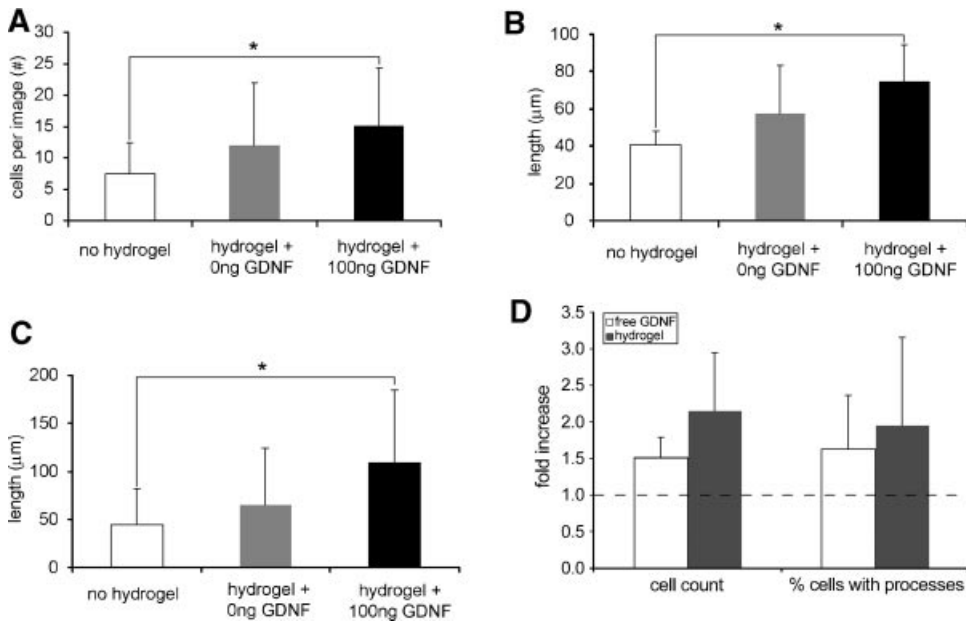 A
cells per image (#)
30
25
20
15
10
5
0
*
no hydrogel
hydrogel +
0ng GDNF
hydrogel +
100ng GDNF
B
length (µm)
100
80
60
40
20
0
*
no hydrogel
hydrogel +
0ng GDNF
hydrogel +
100ng GDNF
C
length (µm)
200
150
100
50
0
*
no hydrogel
hydrogel +
0ng GDNF
hydrogel +
100ng GDNF
D
fold increase
3.5
3.0
2.5
2.0
1.5
1.0
0.5
0.0
free GDNF
hydrogel
cell count
% cells with processes